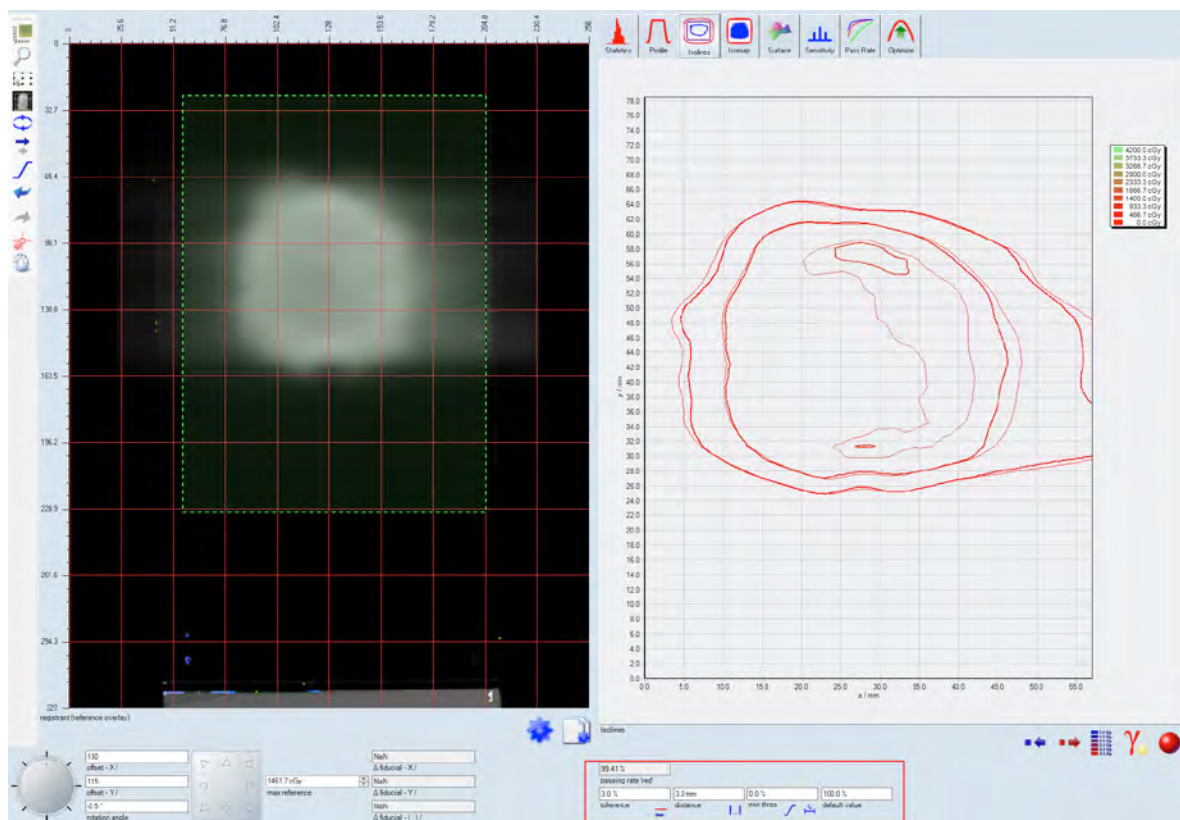 Statistics Profile Isolines Isomap Surface Sensitivity Pass Rate Optimize
0 25.6 51.2 76.8 102.4 128 153.6 179.2 204.8 230.4 256
0
32.7
65.4
98.1
130.8
163.5
196.2
228.9
261.6
294.3
327
78.0
76.0
74.0
72.0
70.0
68.0
66.0
64.0
62.0
60.0
58.0
56.0
54.0
52.0
50.0
48.0
46.0
44.0
42.0
40.0
38.0
36.0
34.0
32.0
30.0
28.0
26.0
24.0
22.0
20.0
18.0
16.0
14.0
12.0
10.0
8.0
6.0
4.0
2.0
0.0
y / mm
0.0 5.0 10.0 15.0 20.0 25.0 30.0 35.0 40.0 45.0 50.0 55.0
x / mm
4200.0 cGy
3733.3 cGy
3266.7 cGy
2800.0 cGy
2333.3 cGy
1866.7 cGy
1400.0 cGy
933.3 cGy
466.7 cGy
0.0 cGy
registrant (reference overlay)
Isolines
130
offset - X /
115
offset - Y /
-0.5 °
rotation angle
1461.7 cGy
max reference
NaN
Δ fiducial - X /
NaN
Δ fiducial - Y /
NaN
Δ fiducial - | | /
99.41 %
passing rate 'red'
3.0 % 3.0 mm 0.0 % 100.0 %
tolerance distance min thres default value